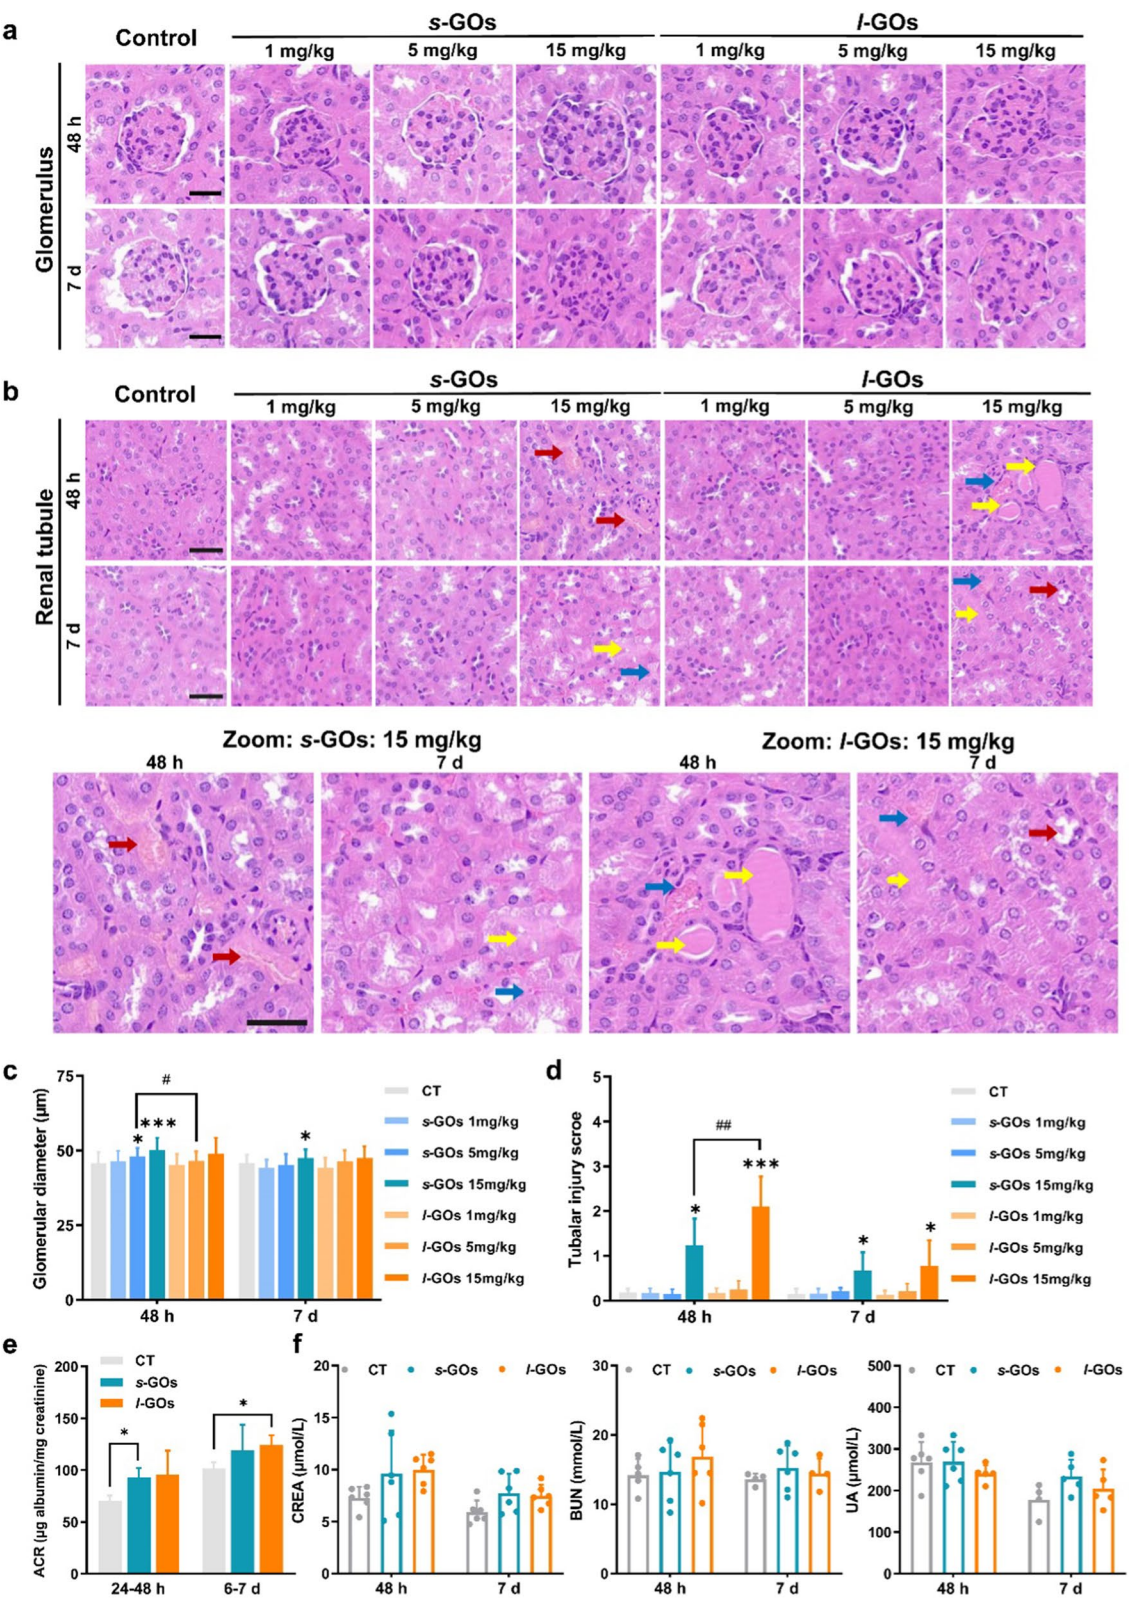 a
Control
s-GOs
l-GOs
1 mg/kg 5 mg/kg 15 mg/kg 1 mg/kg 5 mg/kg 15 mg/kg
Glomerulus
48 h
7 d
b
Control
s-GOs
l-GOs
1 mg/kg 5 mg/kg 15 mg/kg 1 mg/kg 5 mg/kg 15 mg/kg
Renal tubule
48 h
7 d
Zoom: s-GOs: 15 mg/kg
Zoom: l-GOs: 15 mg/kg
48 h 7 d 48 h 7 d
c
Glomerular diameter (μm)
75
50
25
0
#
*
***
*
48 h 7 d
CT
s-GOs 1mg/kg
s-GOs 5mg/kg
s-GOs 15mg/kg
l-GOs 1mg/kg
l-GOs 5mg/kg
l-GOs 15mg/kg
d
Tubalar injury scroe
5
4
3
2
1
0
##
*
***
*
*
48 h 7 d
CT
s-GOs 1mg/kg
s-GOs 5mg/kg
s-GOs 15mg/kg
l-GOs 1mg/kg
l-GOs 5mg/kg
l-GOs 15mg/kg
e
ACR (μg albumin/mg creatinine)
200
150
100
50
0
CT
s-GOs
l-GOs
*
*
24-48 h 6-7 d
f
CREA (μmol/L)
20
15
10
5
0
CT s-GOs l-GOs
48 h 7 d
BUN (mmol/L)
30
20
10
0
CT s-GOs l-GOs
48 h 7 d
UA (μmol/L)
500
400
300
200
100
0
CT s-GOs l-GOs
48 h 7 d